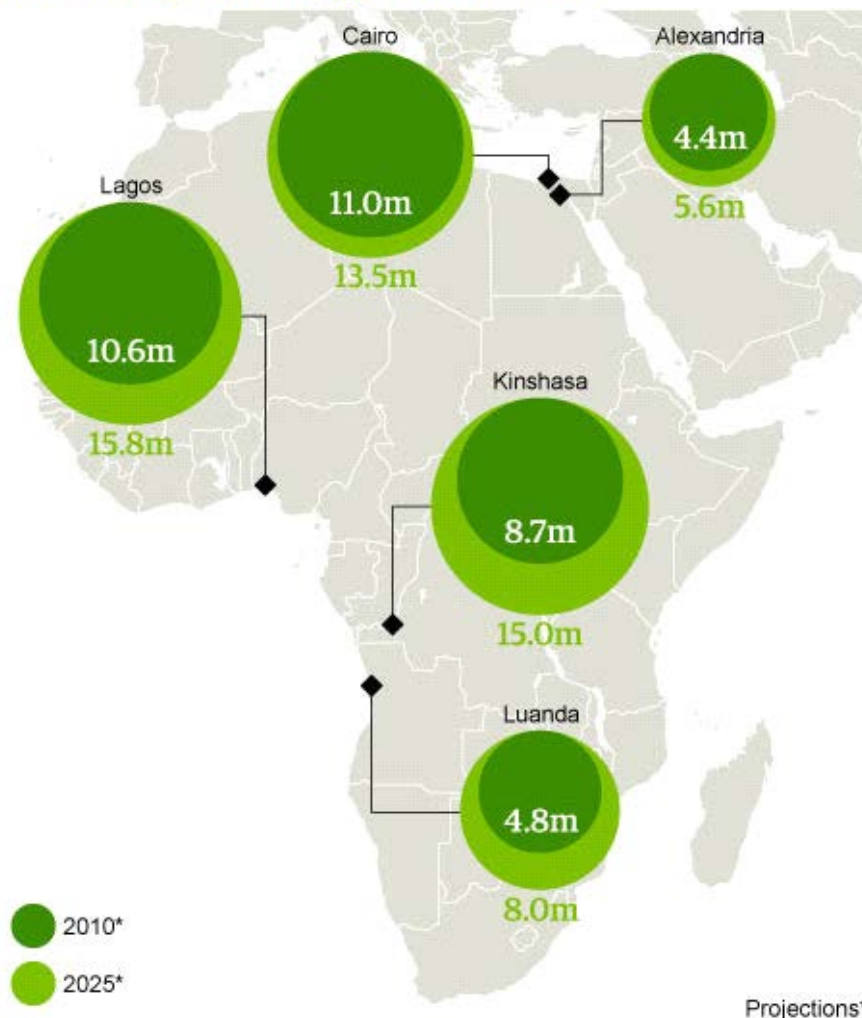 Cairo
11.0m
13.5m
Alexandria
4.4m
5.6m
Lagos
10.6m
15.8m
Kinshasa
8.7m
15.0m
Luanda
4.8m
8.0m
2010*
2025*
Projections*